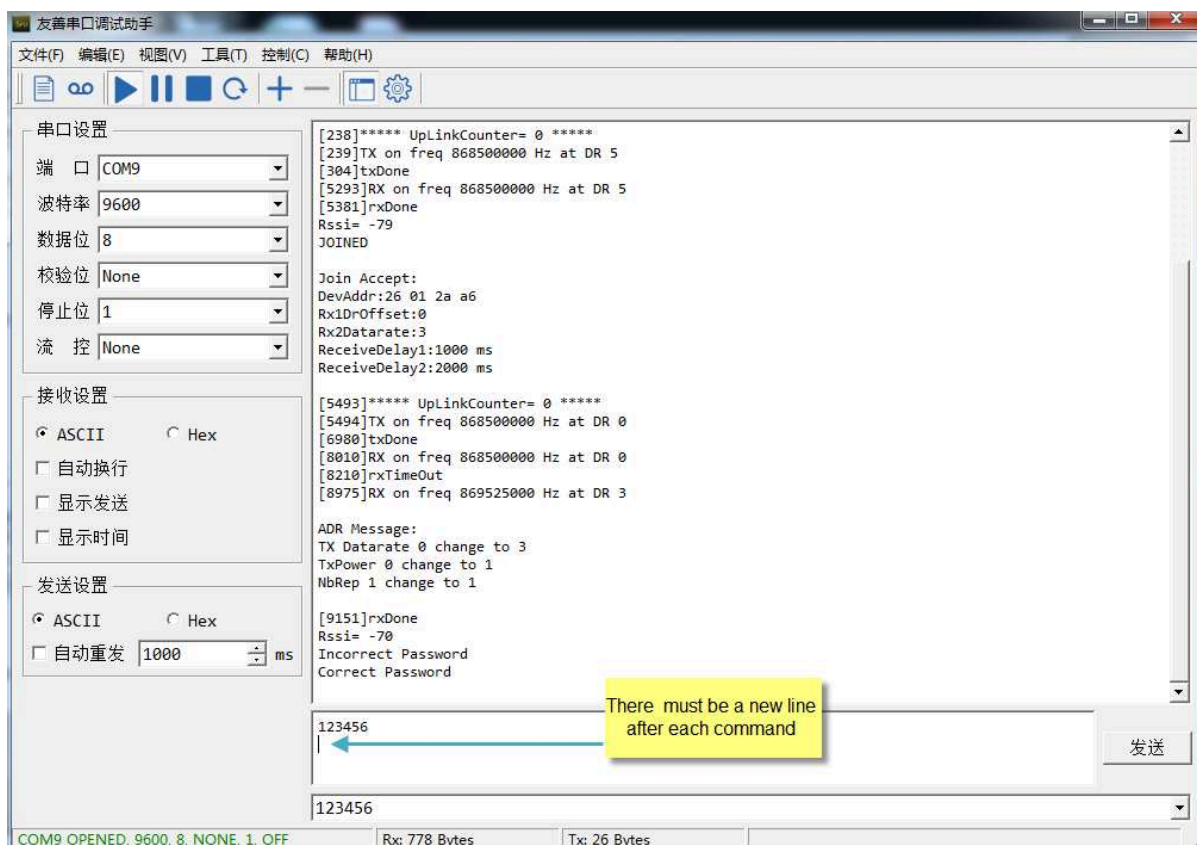 友善串口调试助手
文件(F) 编辑(E) 视图(V) 工具(T) 控制(C) 帮助(H)
串口设置
端 口 COM9
波特率 9600
数据位 8
校验位 None
停止位 1
流 控 None
接收设置
ASCII Hex
自动换行
显示发送
显示时间
发送设置
ASCII Hex
自动重发 1000 ms
[238]***** UpLinkCounter= 0 *****
[239]TX on freq 868500000 Hz at DR 5
[304]txDone
[5293]RX on freq 868500000 Hz at DR 5
[5381]rxDone
Rssi= -79
JOINED
Join Accept:
DevAddr:26 01 2a a6
Rx1DrOffset:0
Rx2Datarate:3
ReceiveDelay1:1000 ms
ReceiveDelay2:2000 ms
[5493]***** UpLinkCounter= 0 *****
[5494]TX on freq 868500000 Hz at DR 0
[6980]txDone
[8010]RX on freq 868500000 Hz at DR 0
[8210]rxTimeOut
[8975]RX on freq 869525000 Hz at DR 3
ADR Message:
TX Datarate 0 change to 3
TxPower 0 change to 1
NbRep 1 change to 1
[9151]rxDone
Rssi= -70
Incorrect Password
Correct Password
There must be a new line
after each command
123456
发送
123456
COM9 OPENED, 9600, 8, NONE, 1, OFF Rx: 778 Bytes Tx: 26 Bytes